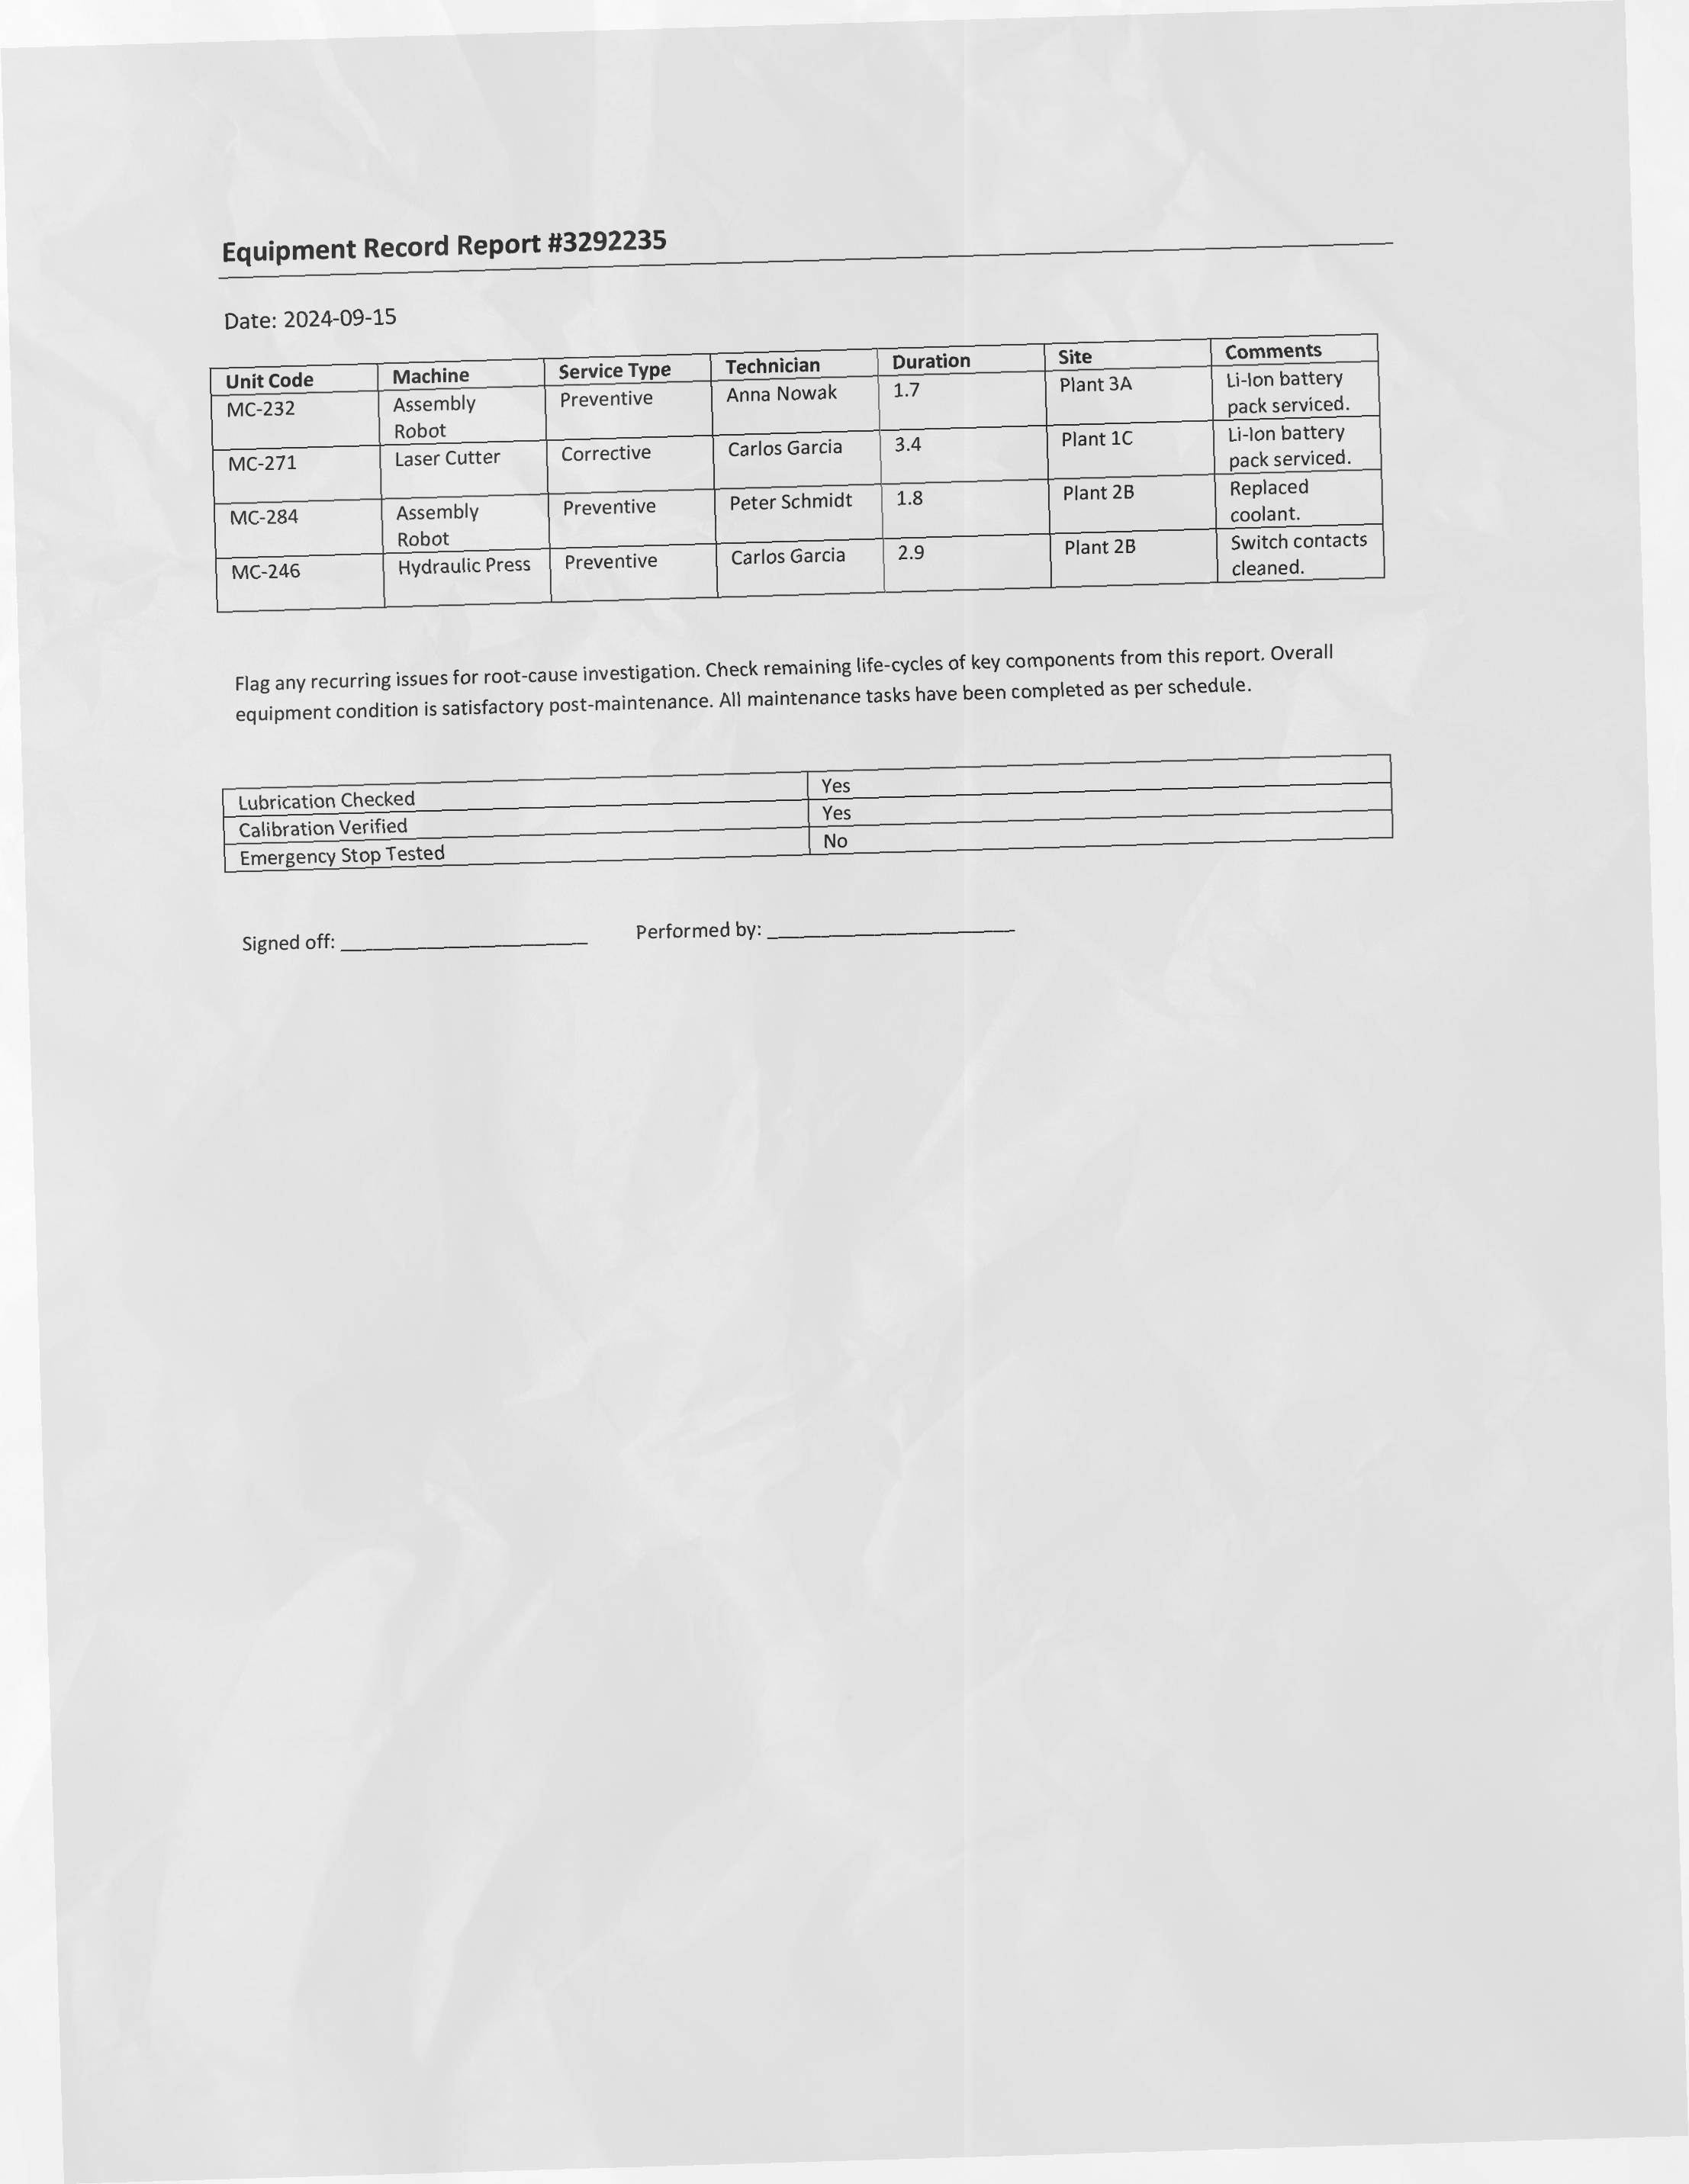 Equipment Record Report #3292235
Date: 2024-09-15
Unit Code Machine Service Type Technician Duration Site Comments
MC-232 Assembly Robot Preventive Anna Nowak 1.7 Plant 3A Li-Ion battery pack serviced.
MC-271 Laser Cutter Corrective Carlos Garcia 3.4 Plant 1C Li-Ion battery pack serviced.
MC-284 Assembly Robot Preventive Peter Schmidt 1.8 Plant 2B Replaced coolant.
MC-246 Hydraulic Press Preventive Carlos Garcia 2.9 Plant 2B Switch contacts cleaned.
Flag any recurring issues for root-cause investigation. Check remaining life-cycles of key components from this report. Overall
equipment condition is satisfactory post-maintenance. All maintenance tasks have been completed as per schedule.
Lubrication Checked Yes
Calibration Verified Yes
Emergency Stop Tested No
Signed off: _______________________ Performed by: _______________________